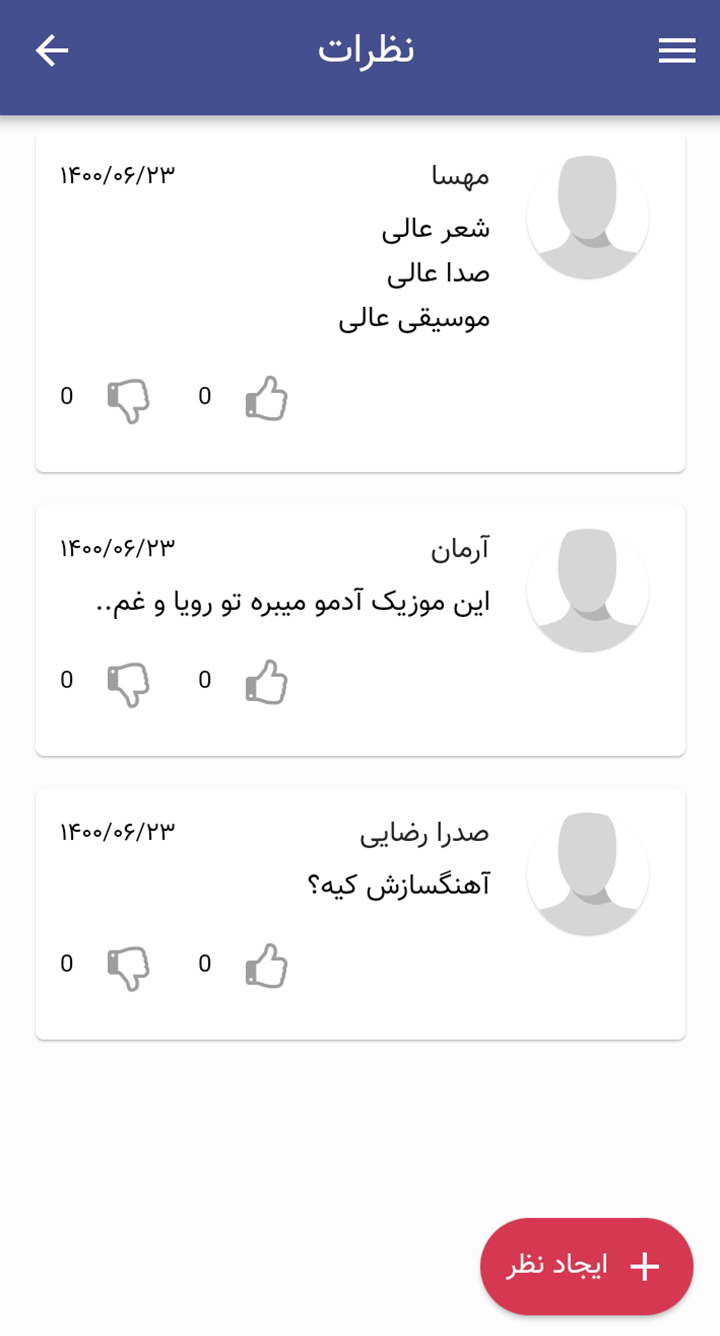 نظرات
مهسا
۱۴۰۰/۰۶/۲۳
شعر عالی
صدا عالی
موسیقی عالی
0
0
آرمان
۱۴۰۰/۰۶/۲۳
این موزیک آدمو میبره تو رویا و غم..
0
0
صدرا رضایی
۱۴۰۰/۰۶/۲۳
آهنگسازش کیه؟
0
0
ایجاد نظر